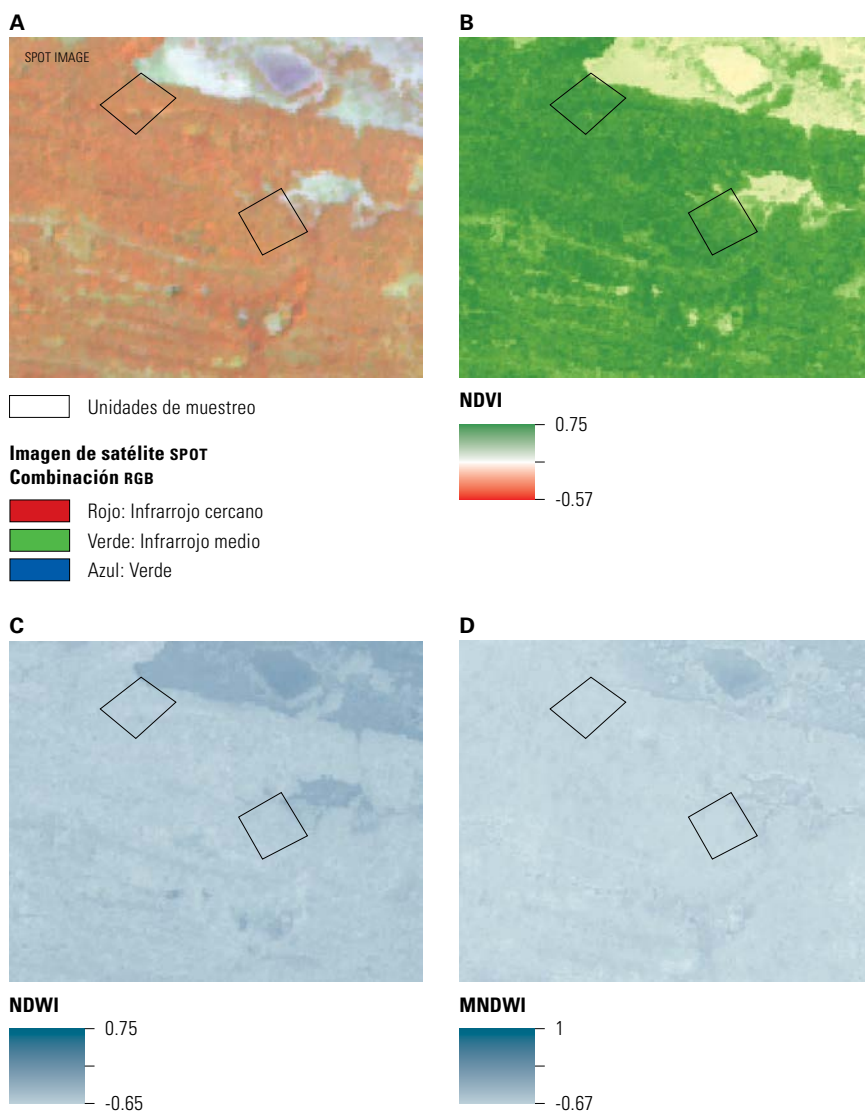 A
SPOT IMAGE
B
Unidades de muestreo
Imagen de satélite SPOT
Combinación RGB
Rojo: Infrarrojo cercano
Verde: Infrarrojo medio
Azul: Verde
NDVI
0.75
-0.57
C
D
NDWI
0.75
-0.65
MNDWI
1
-0.67